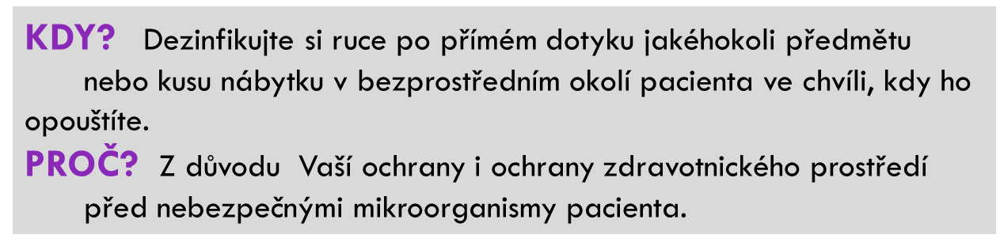 KDY? Dezinfikujte si ruce po přímém dotyku jakéhokoli předmětu
nebo kusu nábytku v bezprostředním okolí pacienta ve chvíli, kdy ho
opouštíte.
PROČ? Z důvodu Vaší ochrany i ochrany zdravotnického prostředí
před nebezpečnými mikroorganismy pacienta.